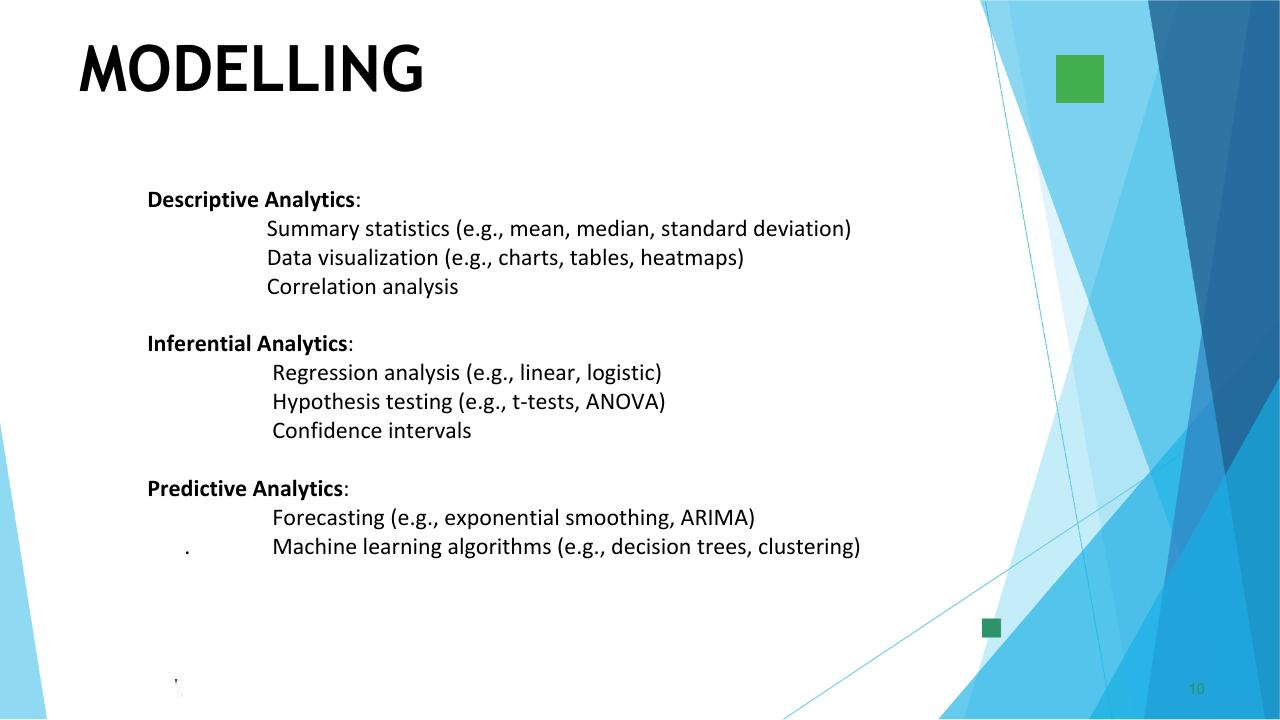 MODELLING
Descriptive Analytics:
Summary statistics (e.g., mean, median, standard deviation)
Data visualization (e.g., charts, tables, heatmaps)
Correlation analysis
Inferential Analytics:
Regression analysis (e.g., linear, logistic)
Hypothesis testing (e.g., t-tests, ANOVA)
Confidence intervals
Predictive Analytics:
Forecasting (e.g., exponential smoothing, ARIMA)
. Machine learning algorithms (e.g., decision trees, clustering)
10